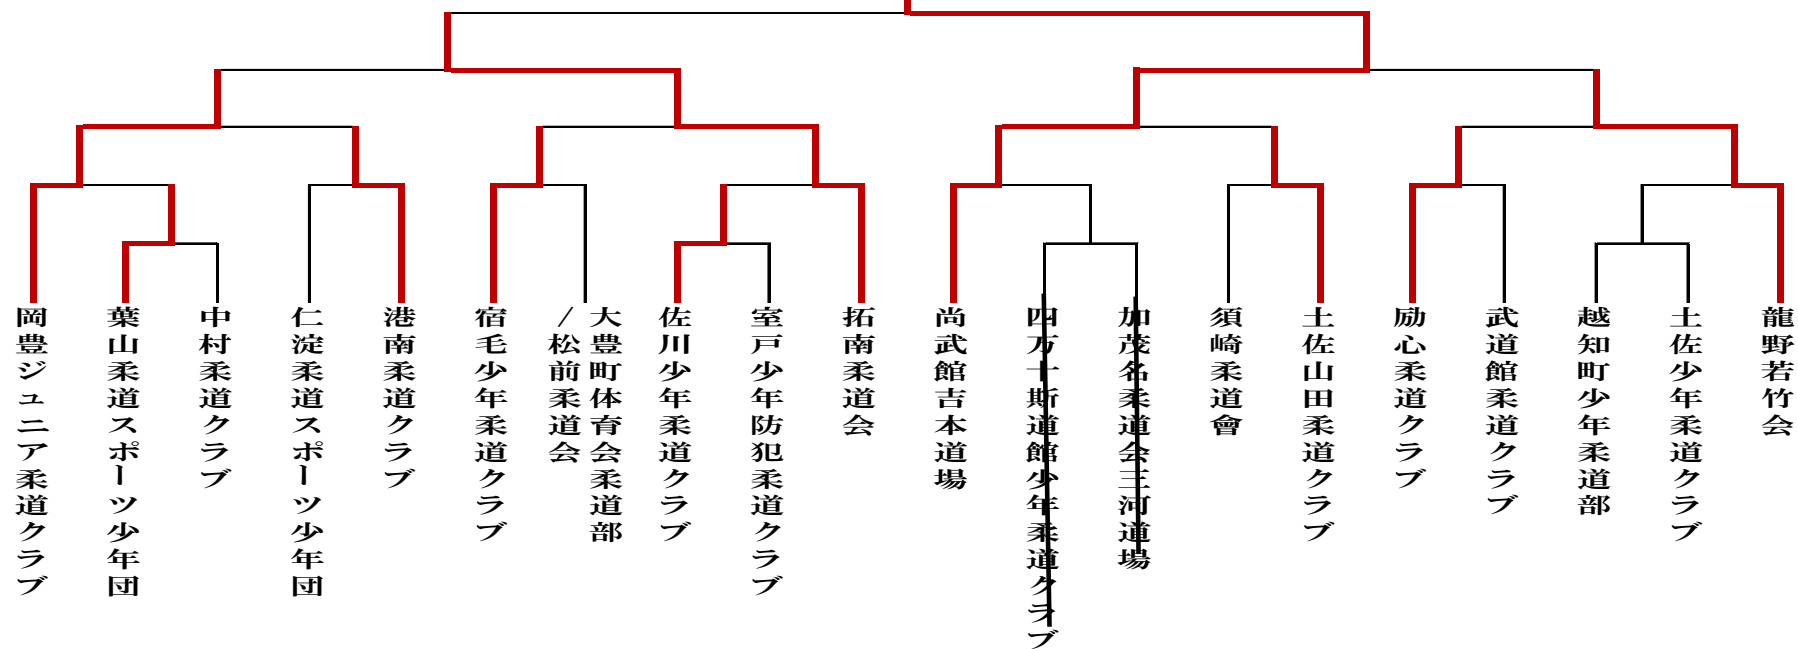 岡豊ジュニア柔道クラブ
葉山柔道スポーツ少年団
中村柔道クラブ
仁淀柔道スポーツ少年団
港南柔道クラブ
宿毛少年柔道クラブ
大豊町体育会柔道部
/松前柔道会
佐川少年柔道クラブ
室戸少年防犯柔道クラブ
拓南柔道会
尚武館吉本道場
四万十斯道館少年柔道クラブ
加茂名柔道会三河道場
須崎柔道會
土佐山田柔道クラブ
励心柔道クラブ
武道館柔道クラブ
越知町少年柔道部
土佐少年柔道クラブ
龍野若竹会